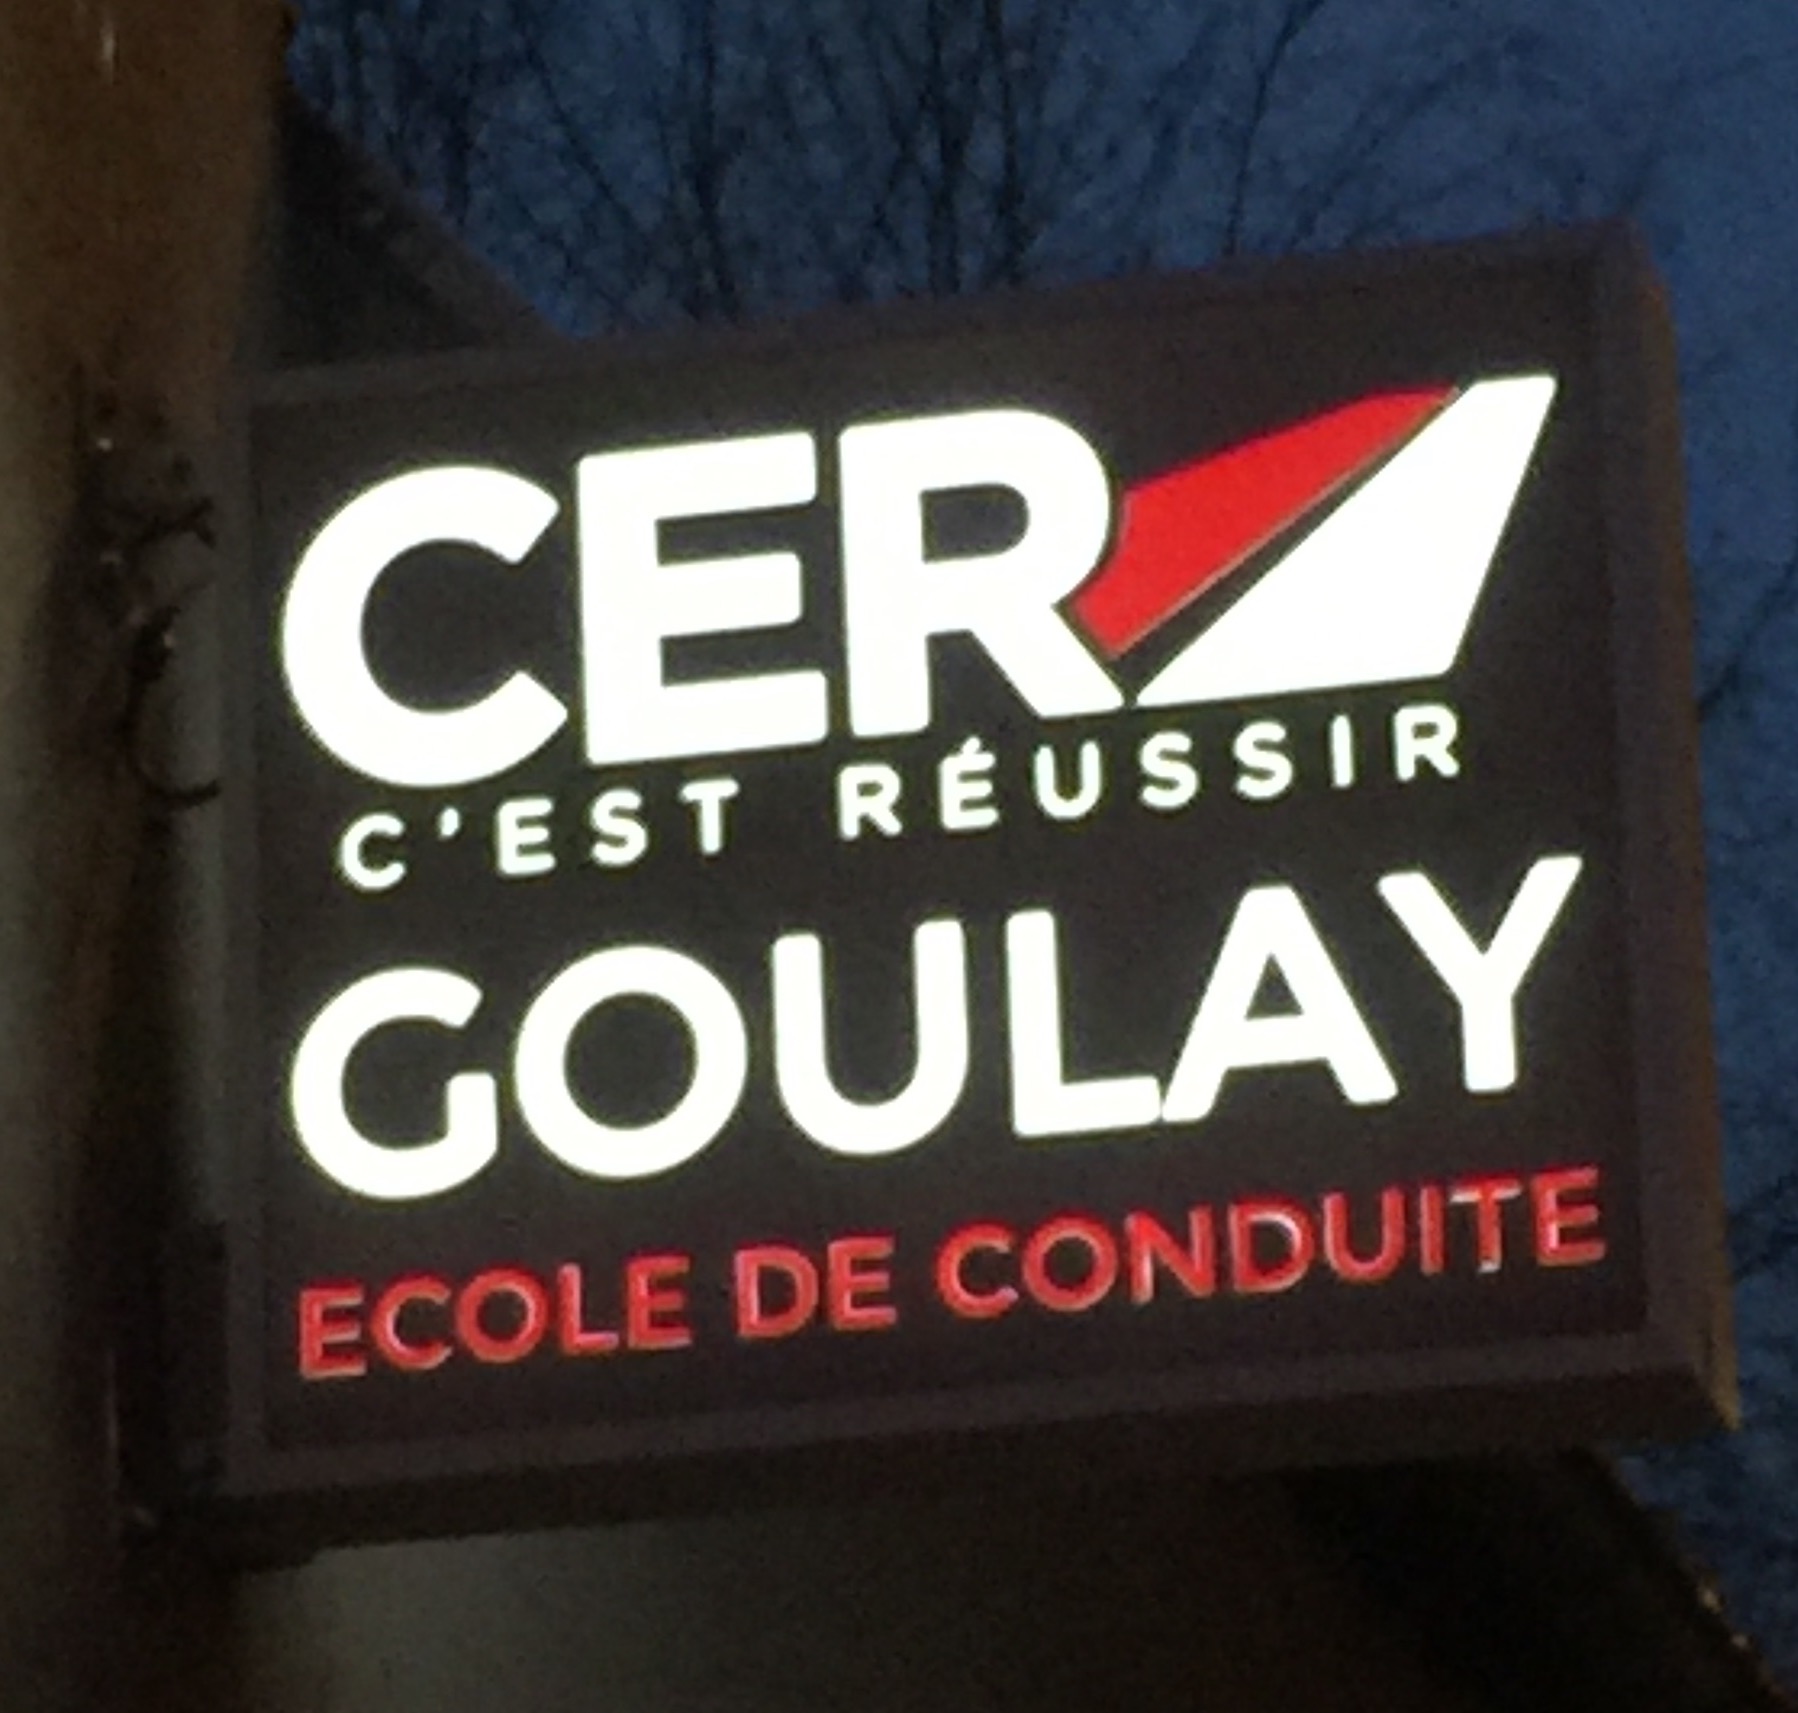 CER
C'EST RÉUSSIR
GOULAY
ECOLE DE CONDUITE